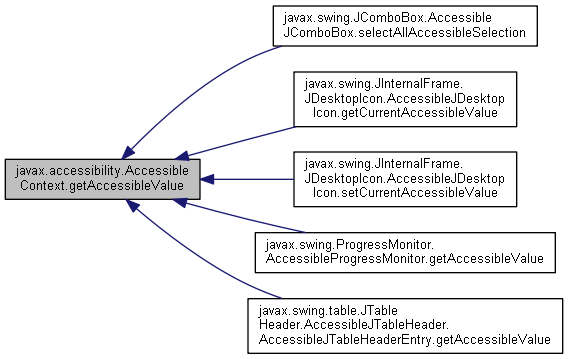 javax.swing.JComboBox.Accessible
JComboBox.selectAllAccessibleSelection
javax.swing.JInternalFrame.
JDesktopIcon.AccessibleJDesktop
Icon.getCurrentAccessibleValue
javax.accessibility.Accessible
Context.getAccessibleValue
javax.swing.JInternalFrame.
JDesktopIcon.AccessibleJDesktop
Icon.setCurrentAccessibleValue
javax.swing.ProgressMonitor.
AccessibleProgressMonitor.getAccessibleValue
javax.swing.table.JTable
Header.AccessibleJTableHeader.
AccessibleJTableHeaderEntry.getAccessibleValue